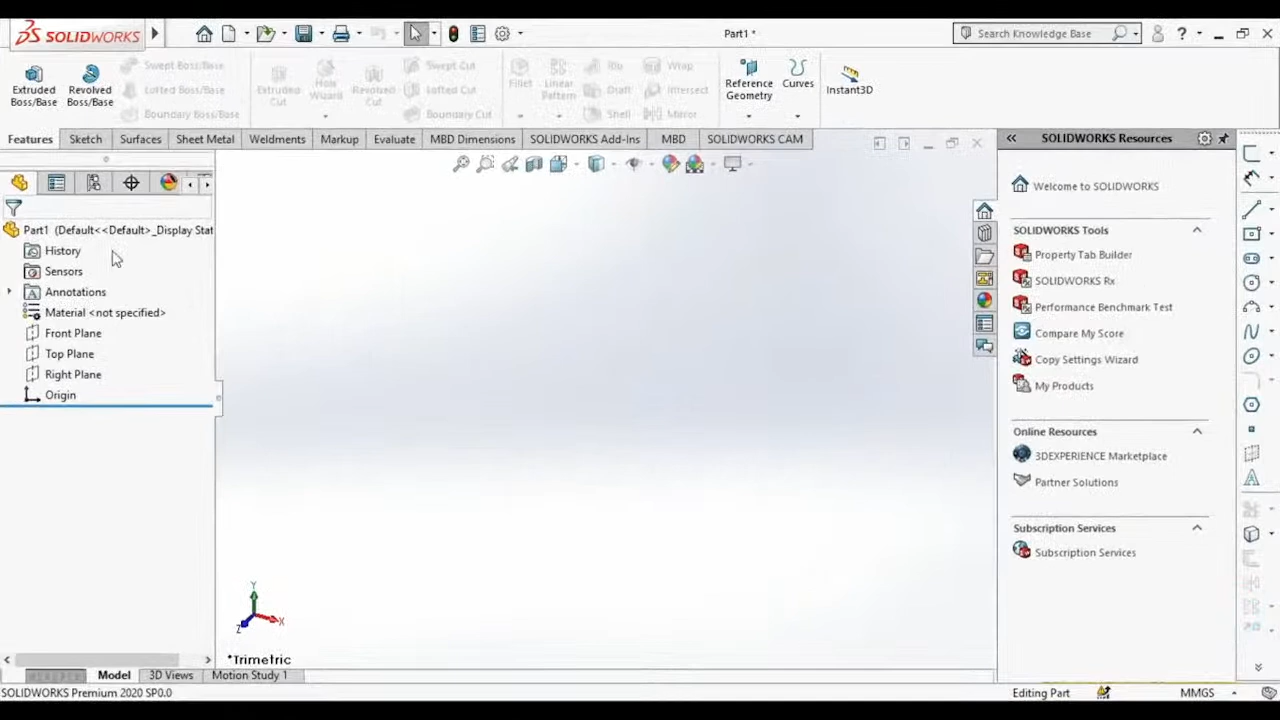 SOLIDWORKS
Part1 *
Search Knowledge Base
?
Extruded Boss/Base
Revolved Boss/Base
Swept Boss/Base
Lofted Boss/Base
Boundary Boss/Base
Extruded Cut
Hole Wizard
Revolved Cut
Swept Cut
Lofted Cut
Boundary Cut
Fillet
Linear Pattern
Rib
Draft
Shell
Wrap
Intersect
Mirror
Reference Geometry
Curves
Instant3D
Features
Sketch
Surfaces
Sheet Metal
Weldments
Markup
Evaluate
MBD Dimensions
SOLIDWORKS Add-Ins
MBD
SOLIDWORKS CAM
Part1 (Default<<Default>_Display Stat
History
Sensors
Annotations
Material <not specified>
Front Plane
Top Plane
Right Plane
Origin
Y
X
Z
*Trimetric
SOLIDWORKS Resources
Welcome to SOLIDWORKS
SOLIDWORKS Tools
Property Tab Builder
SOLIDWORKS Rx
Performance Benchmark Test
Compare My Score
Copy Settings Wizard
My Products
Online Resources
3DEXPERIENCE Marketplace
Partner Solutions
Subscription Services
Subscription Services
Model
3D Views
Motion Study 1
SOLIDWORKS Premium 2020 SP0.0
Editing Part
MMGS